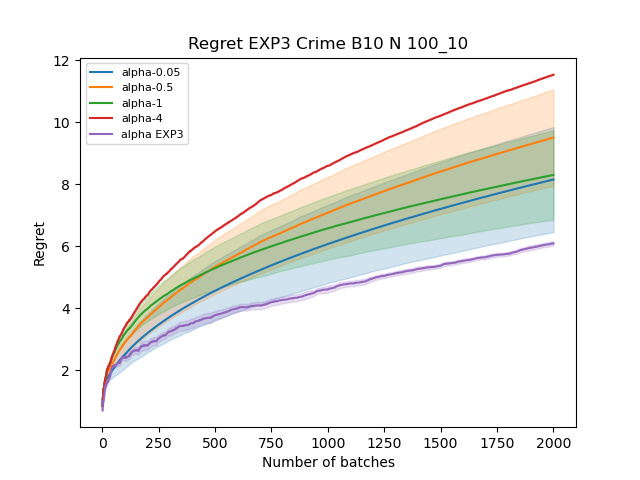 Regret EXP3 Crime B10 N 100_10
alpha-0.05
alpha-0.5
alpha-1
alpha-4
alpha EXP3
12
10
8
6
4
2
Regret
0 250 500 750 1000 1250 1500 1750 2000
Number of batches